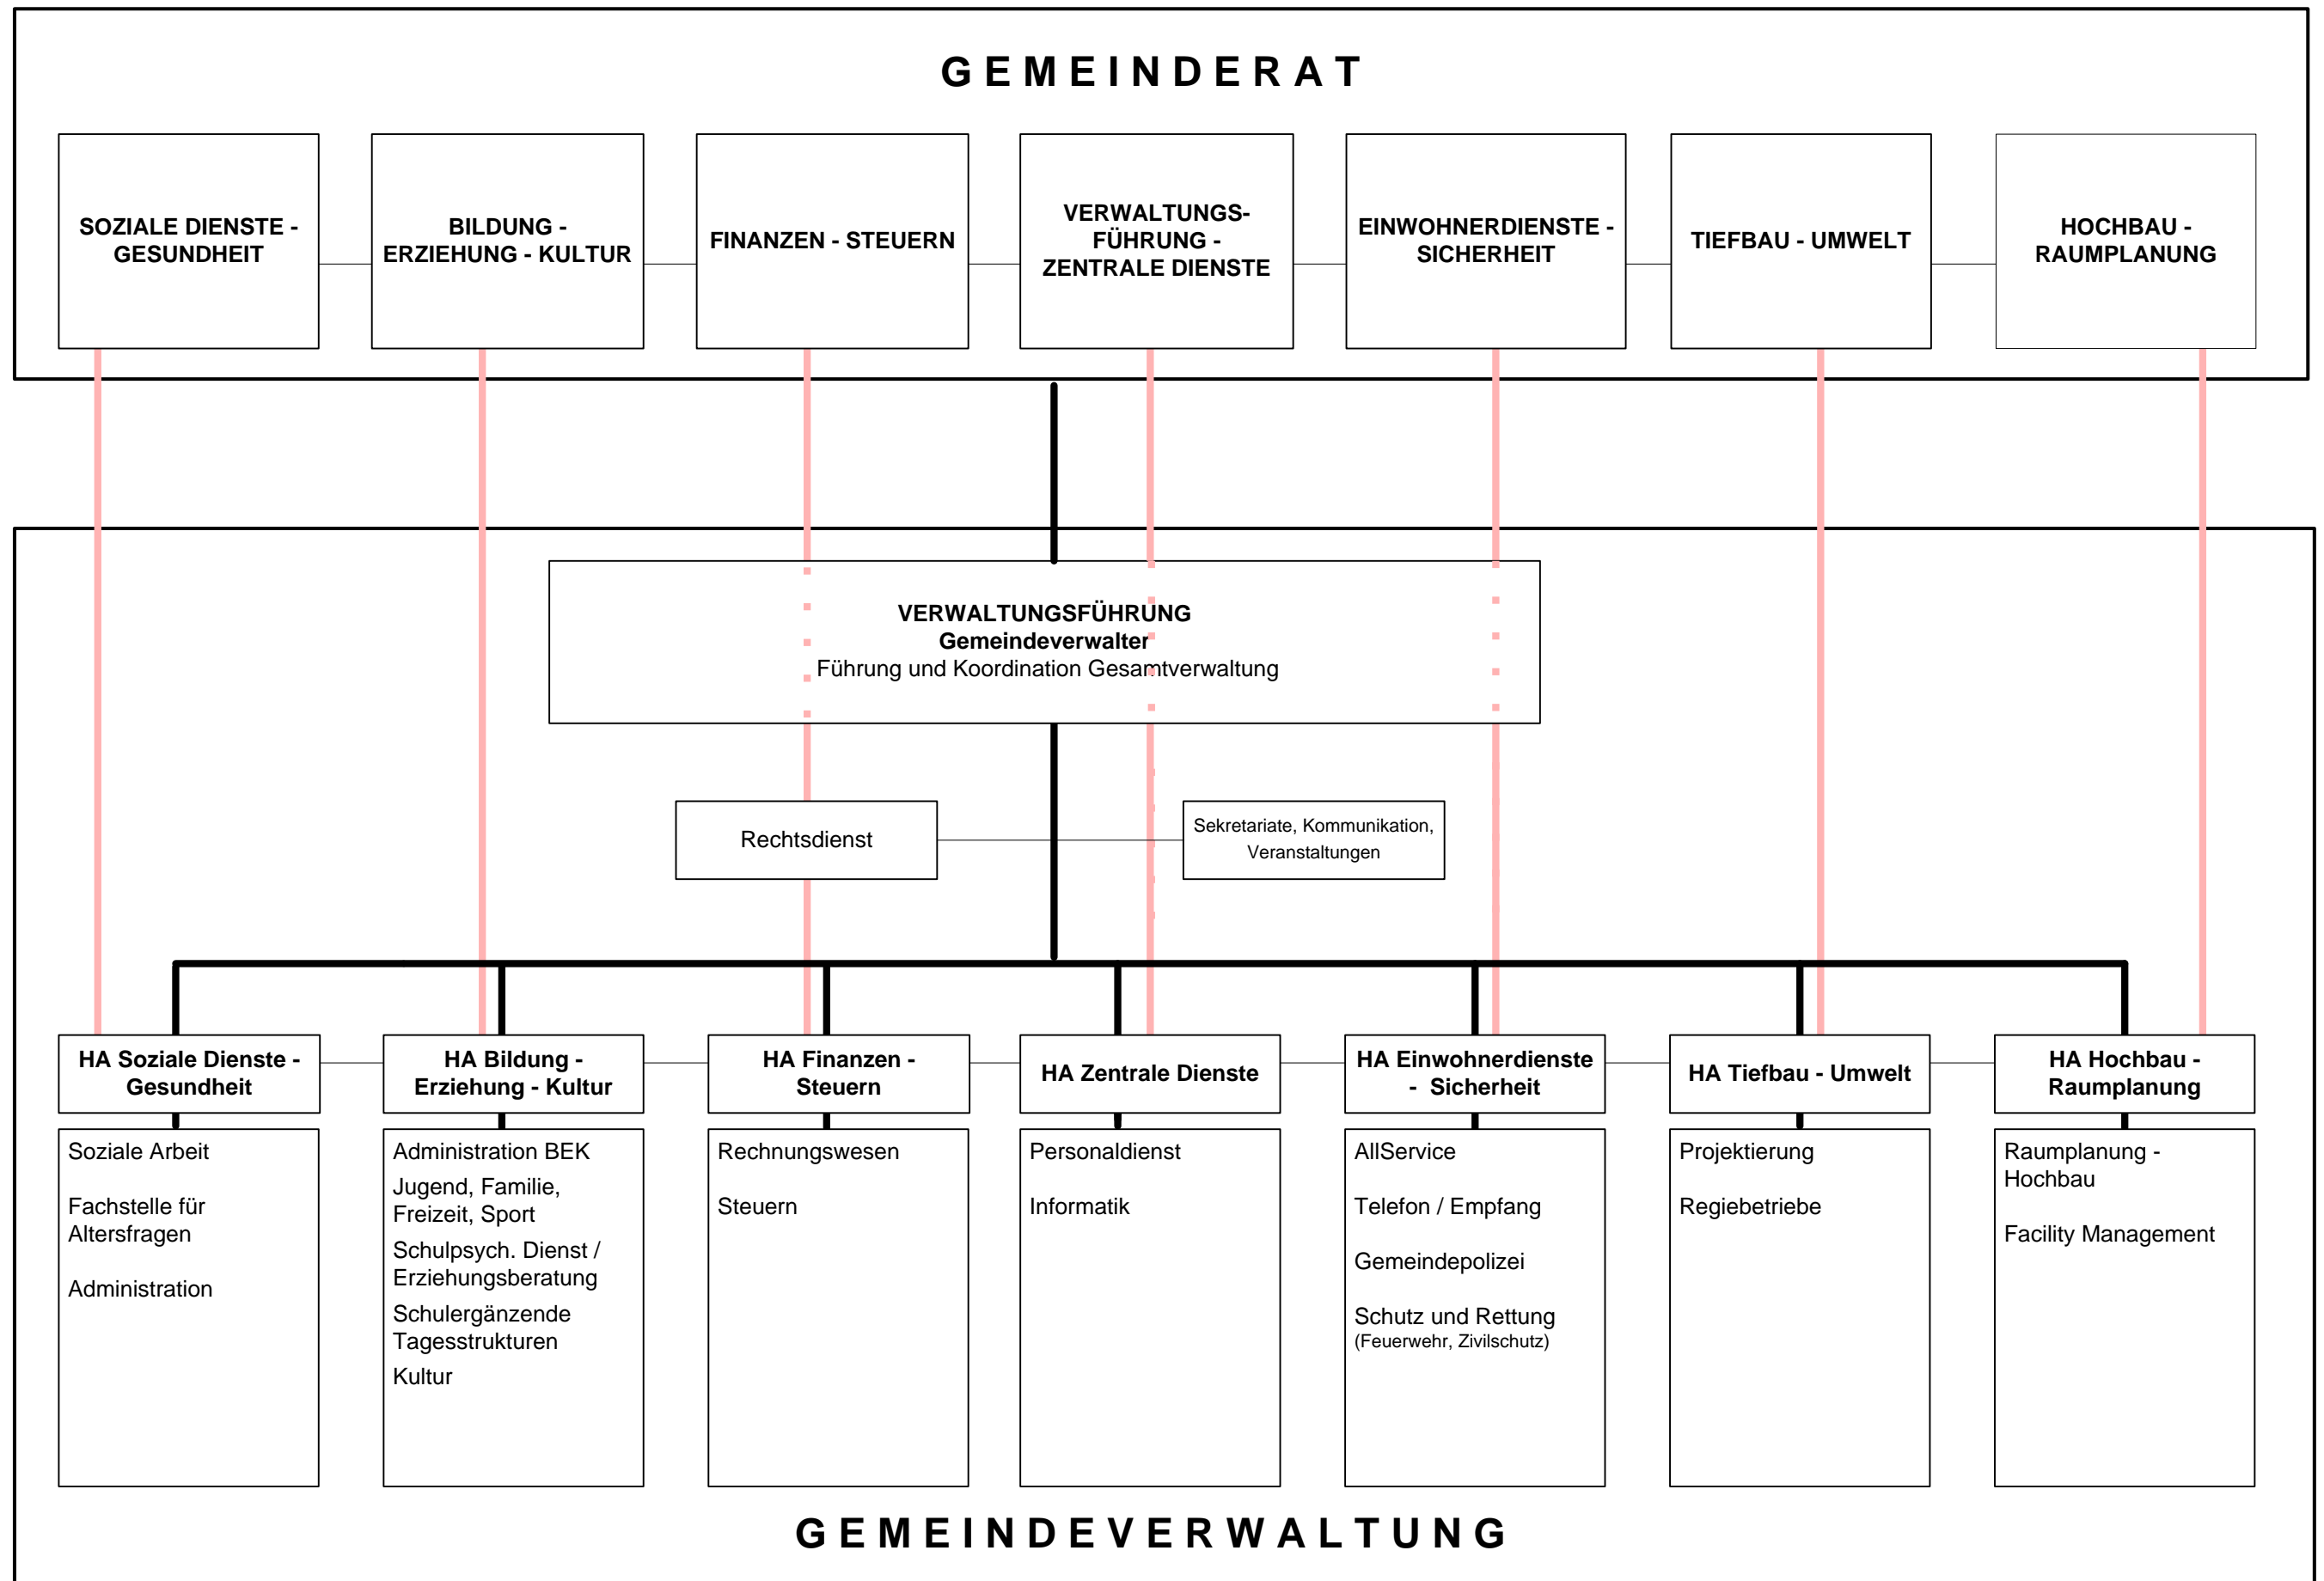 GEMEINDERAT
SOZIALE DIENSTE -
GESUNDHEIT
BILDUNG -
ERZIEHUNG - KULTUR
FINANZEN - STEUERN
VERWALTUNGS-
FÜHRUNG -
ZENTRALE DIENSTE
EINWOHNERDIENSTE -
SICHERHEIT
TIEFBAU - UMWELT
HOCHBAU -
RAUMPLANUNG
VERWALTUNGSFÜHRUNG
Gemeindeverwalter
Führung und Koordination Gesamtverwaltung
Rechtsdienst
Sekretariate, Kommunikation,
Veranstaltungen
HA Soziale Dienste -
Gesundheit
HA Bildung -
Erziehung - Kultur
HA Finanzen -
Steuern
HA Zentrale Dienste
HA Einwohnerdienste
- Sicherheit
HA Tiefbau - Umwelt
HA Hochbau -
Raumplanung
Soziale Arbeit
Fachstelle für
Altersfragen
Administration
Administration BEK
Jugend, Familie,
Freizeit, Sport
Schulpsych. Dienst /
Erziehungsberatung
Schulergänzende
Tagesstrukturen
Kultur
Rechnungswesen
Steuern
Personaldienst
Informatik
AllService
Telefon / Empfang
Gemeindepolizei
Schutz und Rettung
(Feuerwehr, Zivilschutz)
Projektierung
Regiebetriebe
Raumplanung -
Hochbau
Facility Management
GEMEINDEVERWALTUNG